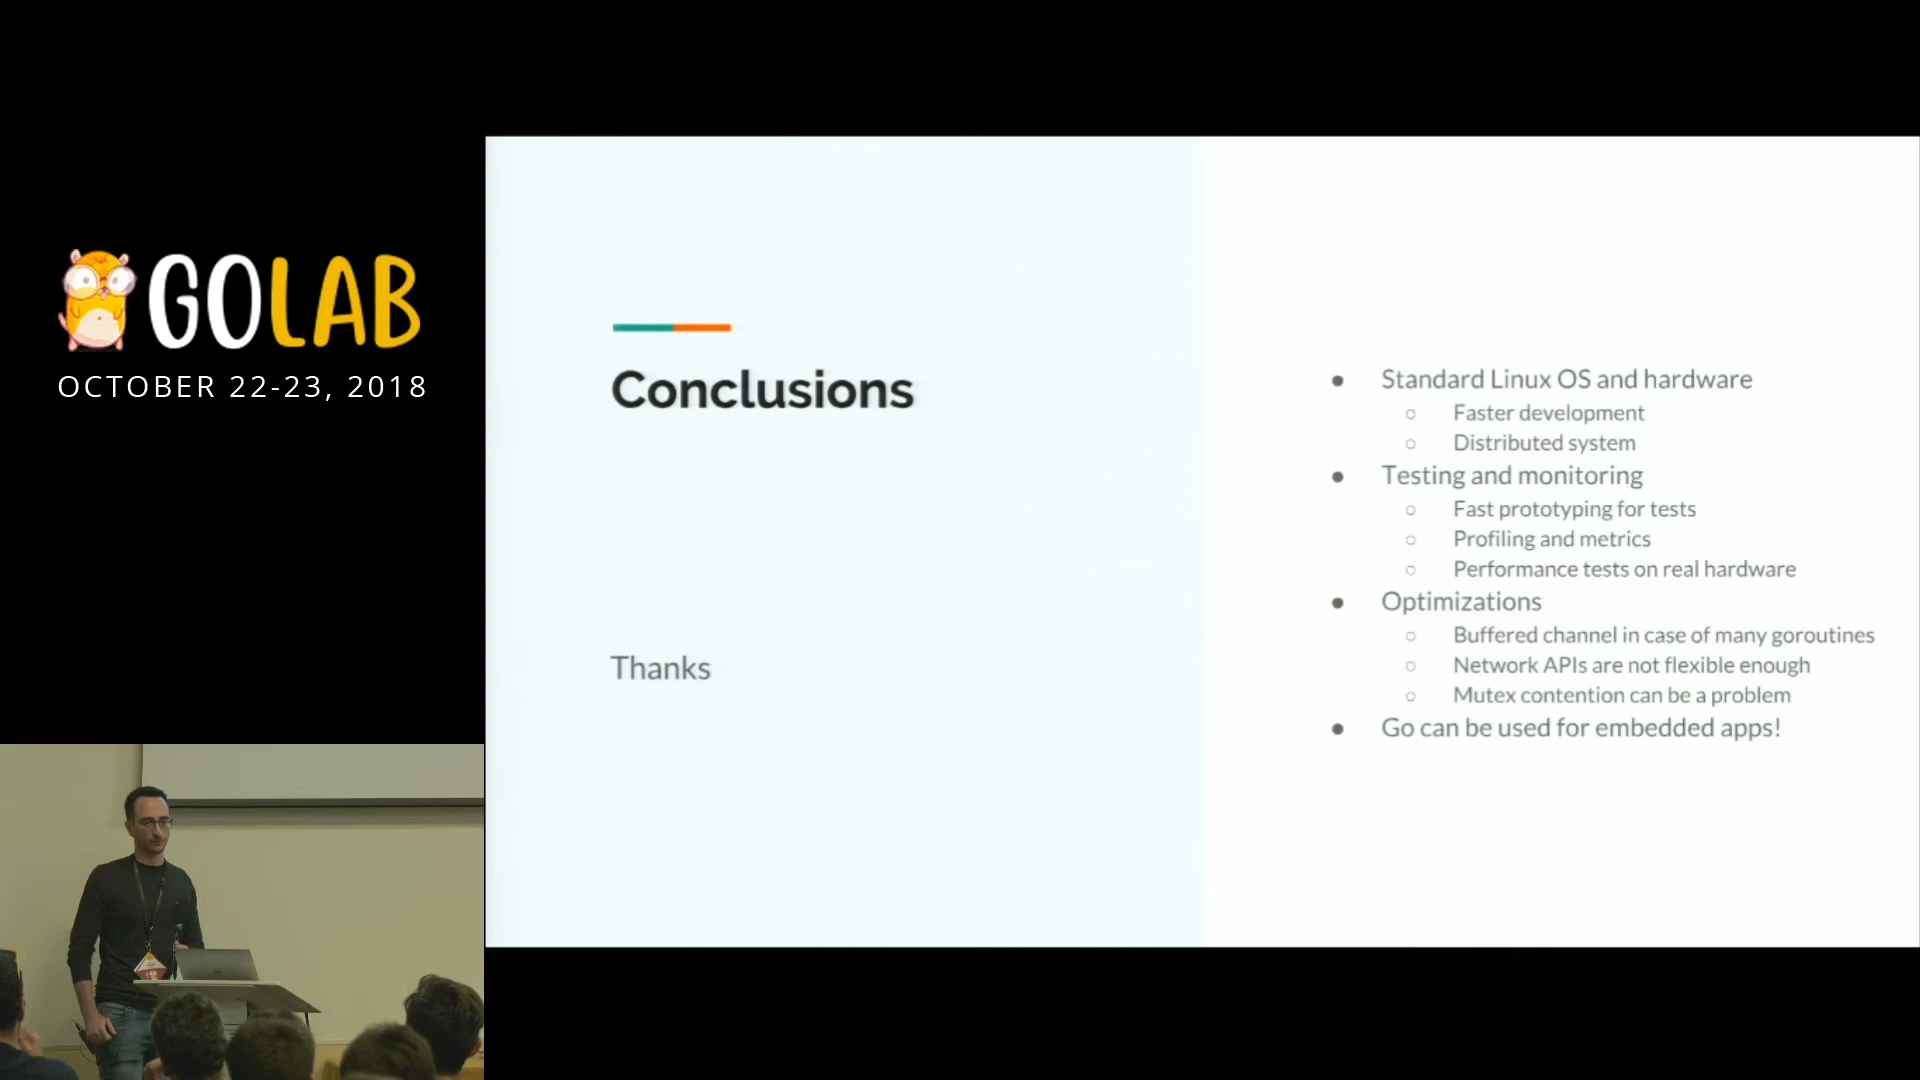 GOLAB
OCTOBER 22-23, 2018
Conclusions
Thanks
● Standard Linux OS and hardware
○ Faster development
○ Distributed system
● Testing and monitoring
○ Fast prototyping for tests
○ Profiling and metrics
○ Performance tests on real hardware
● Optimizations
○ Buffered channel in case of many goroutines
○ Network APIs are not flexible enough
○ Mutex contention can be a problem
● Go can be used for embedded apps!